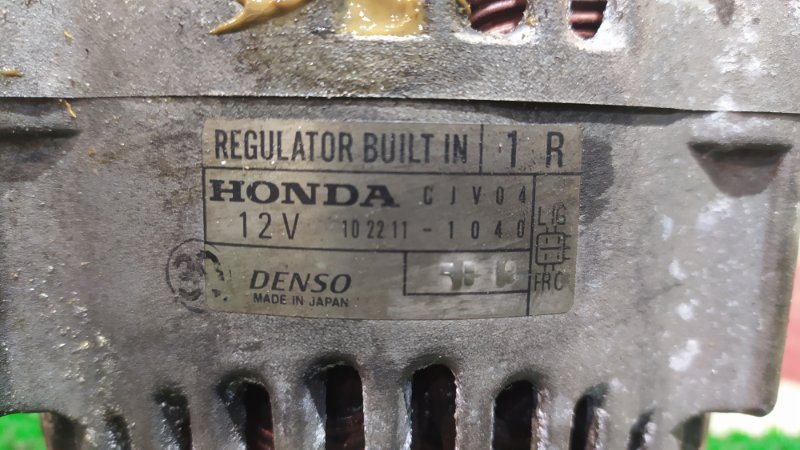 REGULATOR BUILT IN 1 R
HONDA CJV04
12V 102211-1040
L IG
DENSO
FR C
MADE IN JAPAN